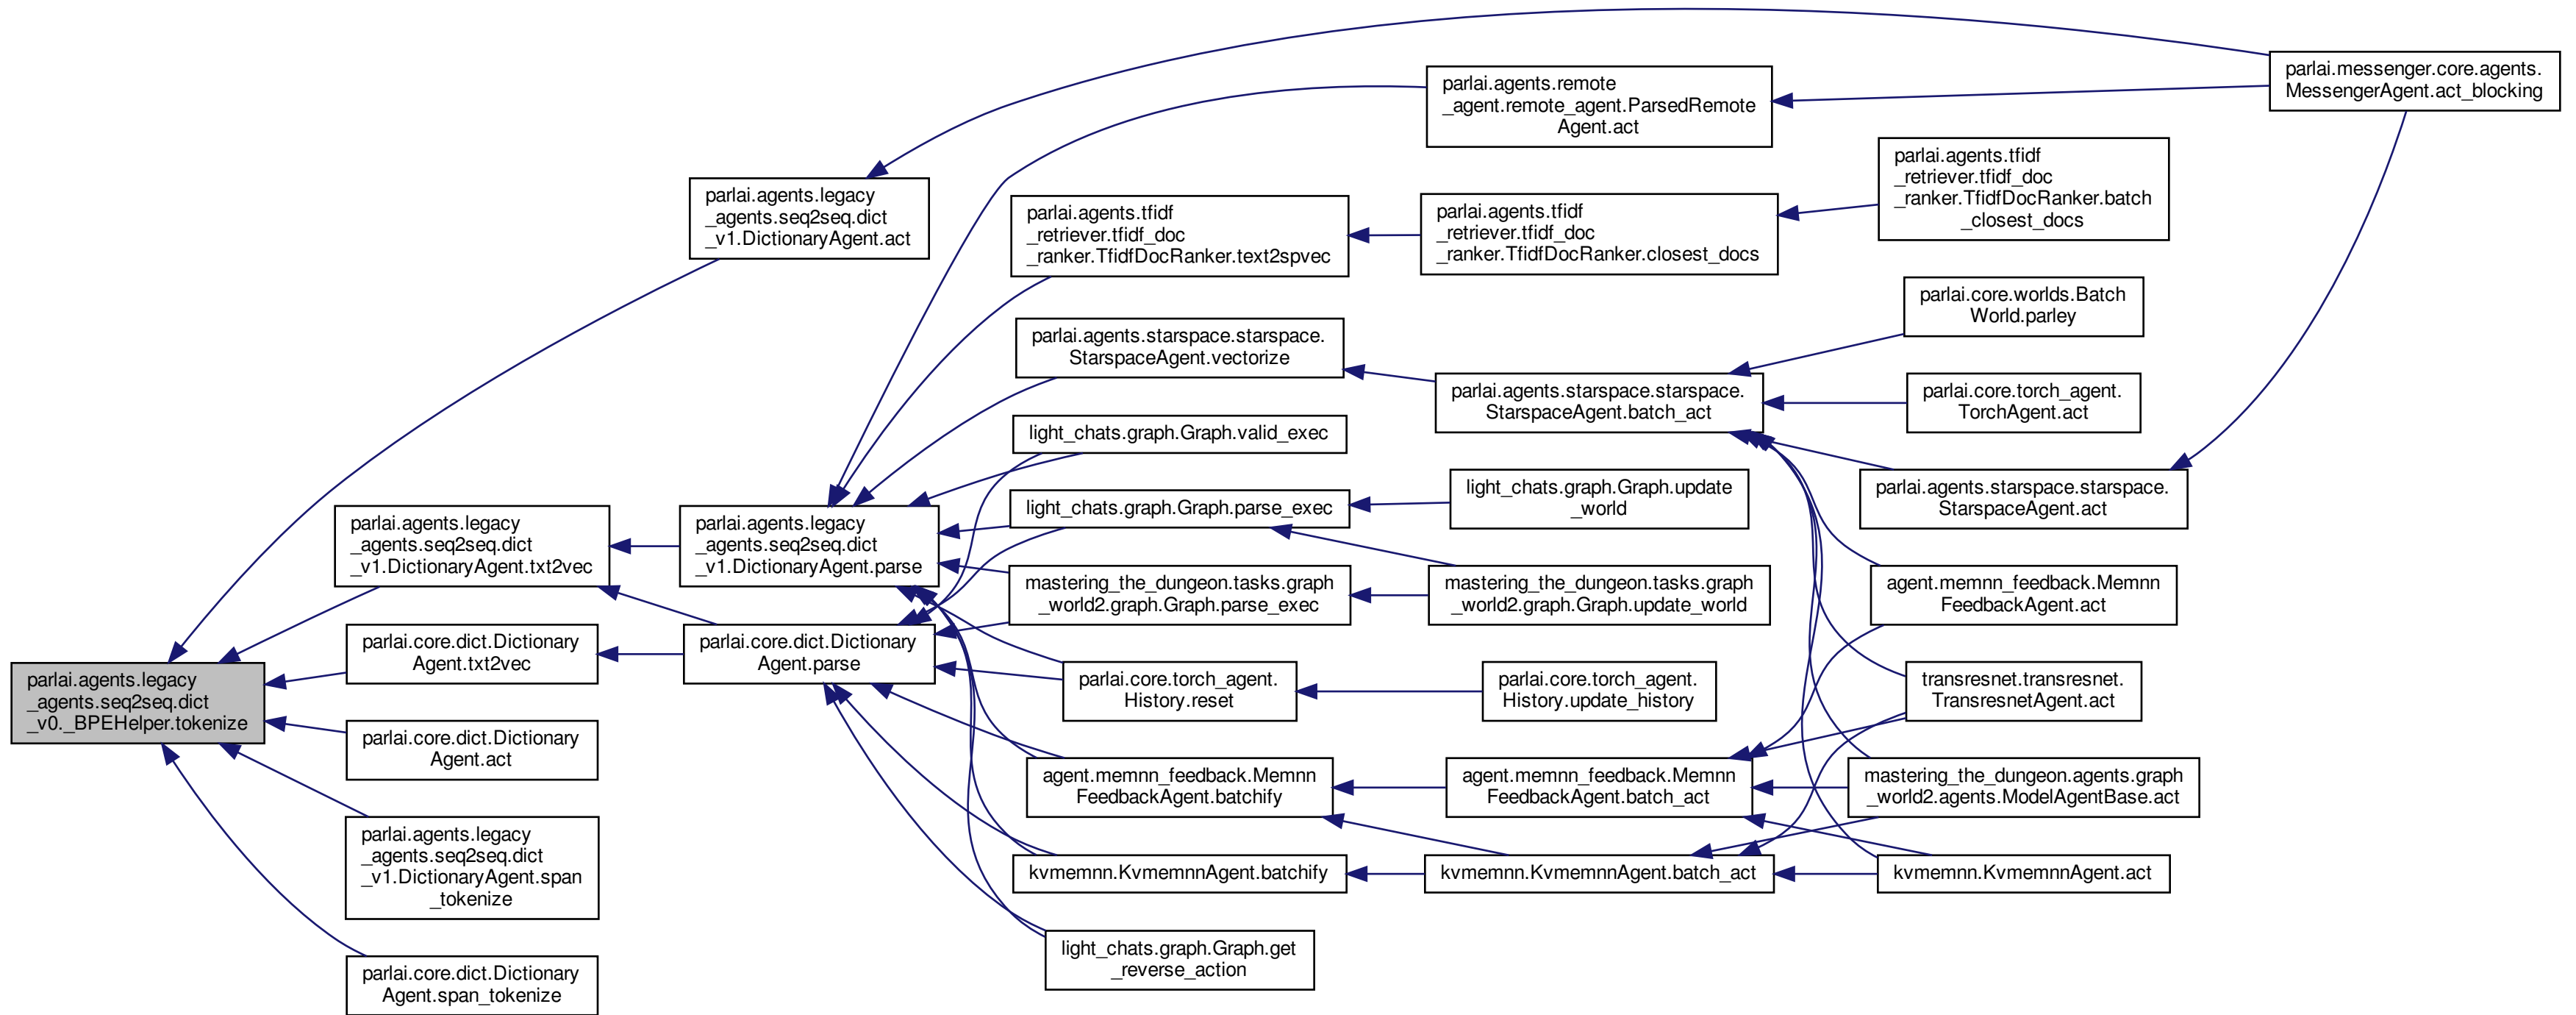 parlai.messenger.core.agents.
MessengerAgent.act_blocking
parlai.agents.remote
_agent.remote_agent.ParsedRemote
Agent.act
parlai.agents.tfidf
_retriever.tfidf_doc
_ranker.TfidfDocRanker.batch
_closest_docs
parlai.agents.legacy
_agents.seq2seq.dict
_v1.DictionaryAgent.act
parlai.agents.tfidf
_retriever.tfidf_doc
_ranker.TfidfDocRanker.text2spvec
parlai.agents.tfidf
_retriever.tfidf_doc
_ranker.TfidfDocRanker.closest_docs
parlai.core.worlds.Batch
World.parley
parlai.agents.starspace.starspace.
StarspaceAgent.vectorize
parlai.agents.starspace.starspace.
StarspaceAgent.batch_act
parlai.core.torch_agent.
TorchAgent.act
light_chats.graph.Graph.valid_exec
light_chats.graph.Graph.update
_world
parlai.agents.starspace.starspace.
StarspaceAgent.act
parlai.agents.legacy
_agents.seq2seq.dict
_v1.DictionaryAgent.txt2vec
parlai.agents.legacy
_agents.seq2seq.dict
_v1.DictionaryAgent.parse
light_chats.graph.Graph.parse_exec
mastering_the_dungeon.tasks.graph
_world2.graph.Graph.parse_exec
mastering_the_dungeon.tasks.graph
_world2.graph.Graph.update_world
agent.memnn_feedback.Memnn
FeedbackAgent.act
parlai.core.dict.Dictionary
Agent.txt2vec
parlai.core.dict.Dictionary
Agent.parse
parlai.agents.legacy
_agents.seq2seq.dict
_v0._BPEHelper.tokenize
parlai.core.torch_agent.
History.reset
parlai.core.torch_agent.
History.update_history
transresnet.transresnet.
TransresnetAgent.act
parlai.core.dict.Dictionary
Agent.act
agent.memnn_feedback.Memnn
FeedbackAgent.batchify
agent.memnn_feedback.Memnn
FeedbackAgent.batch_act
mastering_the_dungeon.agents.graph
_world2.agents.ModelAgentBase.act
parlai.agents.legacy
_agents.seq2seq.dict
_v1.DictionaryAgent.span
_tokenize
kvmemnn.KvmemnnAgent.batchify
kvmemnn.KvmemnnAgent.batch_act
kvmemnn.KvmemnnAgent.act
light_chats.graph.Graph.get
_reverse_action
parlai.core.dict.Dictionary
Agent.span_tokenize